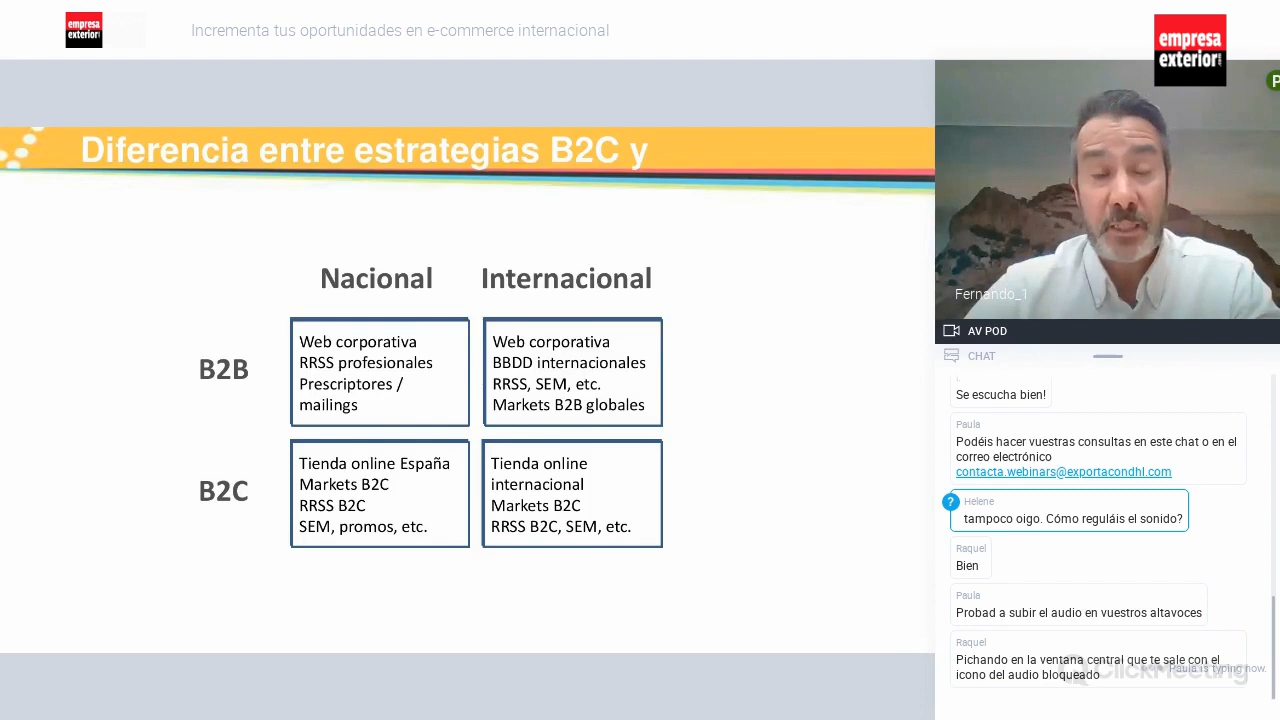 empresa
exterior
Incrementa tus oportunidades en e-commerce internacional
empresa
exterior
Diferencia entre estrategias B2C y
Nacional
Internacional
B2B
Web corporativa
RRSS profesionales
Prescriptores /
mailings
Web corporativa
BBDD internacionales
RRSS, SEM, etc.
Markets B2B globales
B2C
Tienda online España
Markets B2C
RRSS B2C
SEM, promos, etc.
Tienda online
internacional
Markets B2C
RRSS B2C, SEM, etc.
P
Fernando_1
AV POD
CHAT
Se escucha bien!
Paula
Podéis hacer vuestras consultas en este chat o en el
correo electrónico
contacta.webinars@exportacondhl.com
?
Helene
tampoco oigo. Cómo reguláis el sonido?
Raquel
Bien
Paula
Probad a subir el audio en vuestros altavoces
Raquel
Pichando en la ventana central que te sale con el
icono del audio bloqueado
Paula is typing now.
ClickMeeting